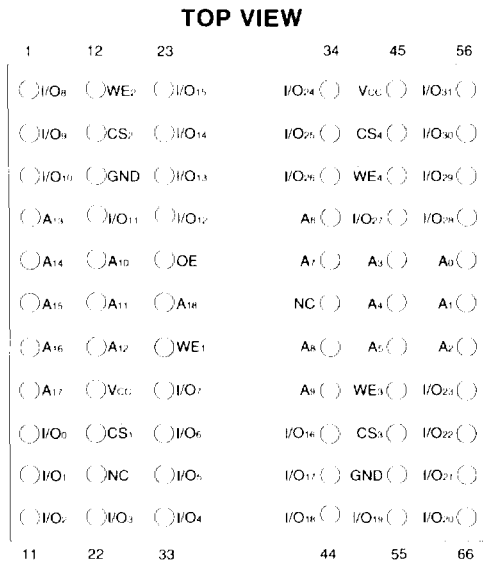 TOP VIEW
1 12 23 34 45 56
I/O8 WE2 I/O15 I/O24 VCC I/O31
I/O9 CS2 I/O14 I/O25 CS4 I/O30
I/O10 GND I/O13 I/O26 WE4 I/O29
A13 I/O11 I/O12 A6 I/O27 I/O28
A14 A10 OE A7 A3 A0
A15 A11 A18 NC A4 A1
A16 A12 WE1 A8 A5 A2
A17 VCC I/O7 A9 WE3 I/O23
I/O0 CS1 I/O6 I/O16 CS3 I/O22
I/O1 NC I/O5 I/O17 GND I/O21
I/O2 I/O3 I/O4 I/O18 I/O19 I/O20
11 22 33 44 55 66